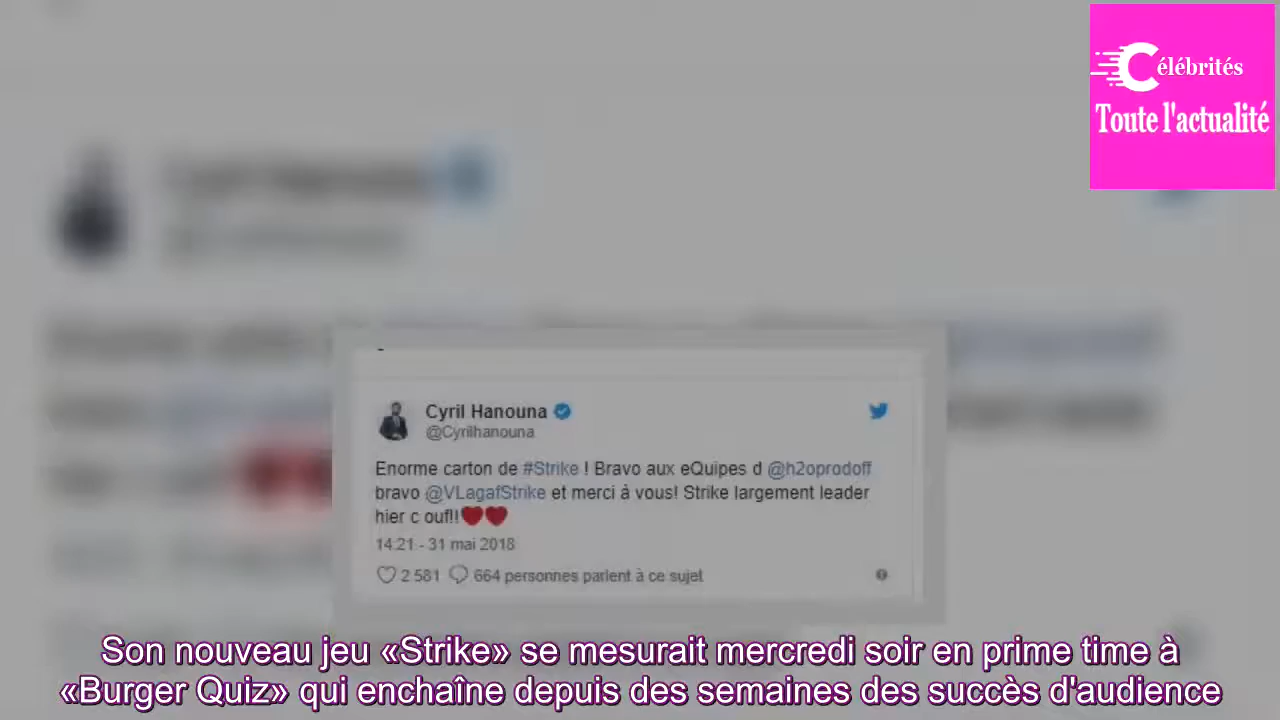 Célébrités
Toute l'actualité
Cyril Hanouna
@Cyrilhanouna
Enorme carton de #Strike ! Bravo aux eQuipes d @h2oprodoff
bravo @VLagafStrike et merci à vous! Strike largement leader
hier c ouf!!❤❤
14:21 - 31 mai 2018
2 581 664 personnes parlent à ce sujet
Son nouveau jeu «Strike» se mesurait mercredi soir en prime time à
«Burger Quiz» qui enchaîne depuis des semaines des succès d'audience